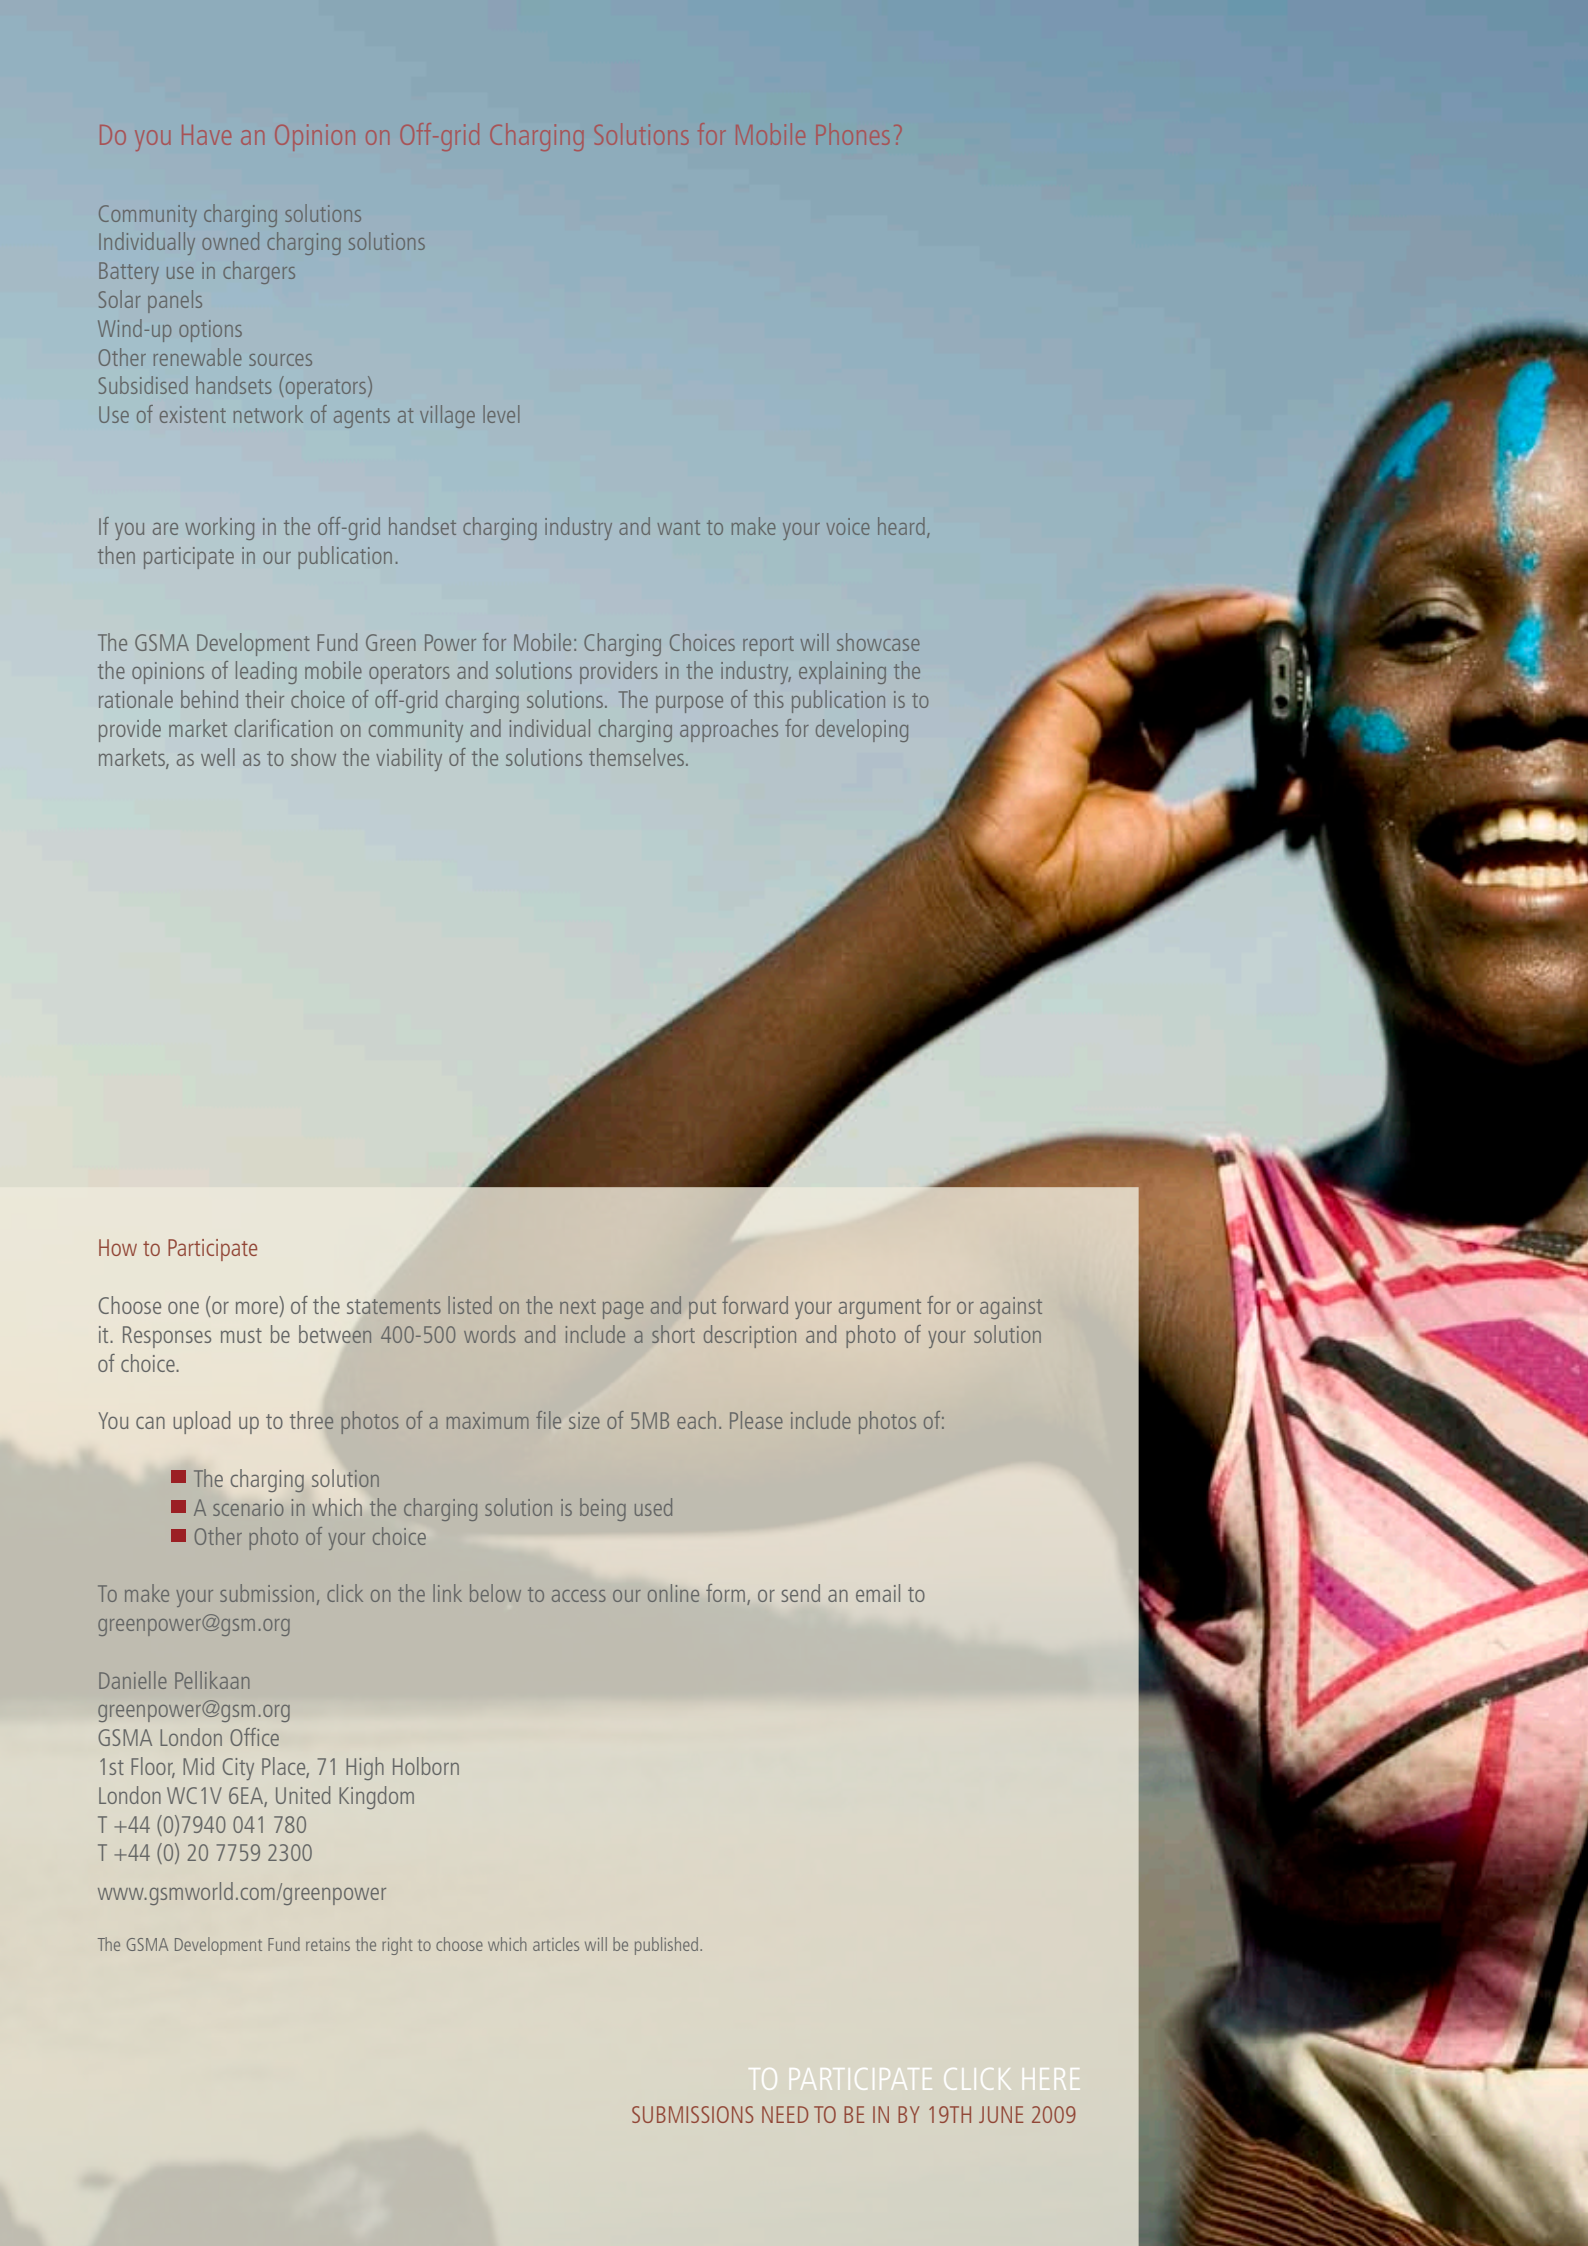 Do you Have an Opinion on Off-grid Charging Solutions for Mobile Phones?
Community charging solutions
Individually owned charging solutions
Battery use in chargers
Solar panels
Wind-up options
Other renewable sources
Subsidised handsets (operators)
Use of existent network of agents at village level
If you are working in the off-grid handset charging industry and want to make your voice heard,
then participate in our publication.
The GSMA Development Fund Green Power for Mobile: Charging Choices report will showcase
the opinions of leading mobile operators and solutions providers in the industry, explaining the
rationale behind their choice of off-grid charging solutions. The purpose of this publication is to
provide market clarification on community and individual charging approaches for developing
markets, as well as to show the viability of the solutions themselves.
How to Participate
Choose one (or more) of the statements listed on the next page and put forward your argument for or against
it. Responses must be between 400-500 words and include a short description and photo of your solution
of choice.
You can upload up to three photos of a maximum file size of 5MB each. Please include photos of:
The charging solution
A scenario in which the charging solution is being used
Other photo of your choice
To make your submission, click on the link below to access our online form, or send an email to
greenpower@gsm.org
Danielle Pellikaan
greenpower@gsm.org
GSMA London Office
1st Floor, Mid City Place, 71 High Holborn
London WC1V 6EA, United Kingdom
T +44 (0)7940 041 780
T +44 (0) 20 7759 2300
www.gsmworld.com/greenpower
The GSMA Development Fund retains the right to choose which articles will be published.
TO PARTICIPATE CLICK HERE
SUBMISSIONS NEED TO BE IN BY 19TH JUNE 2009